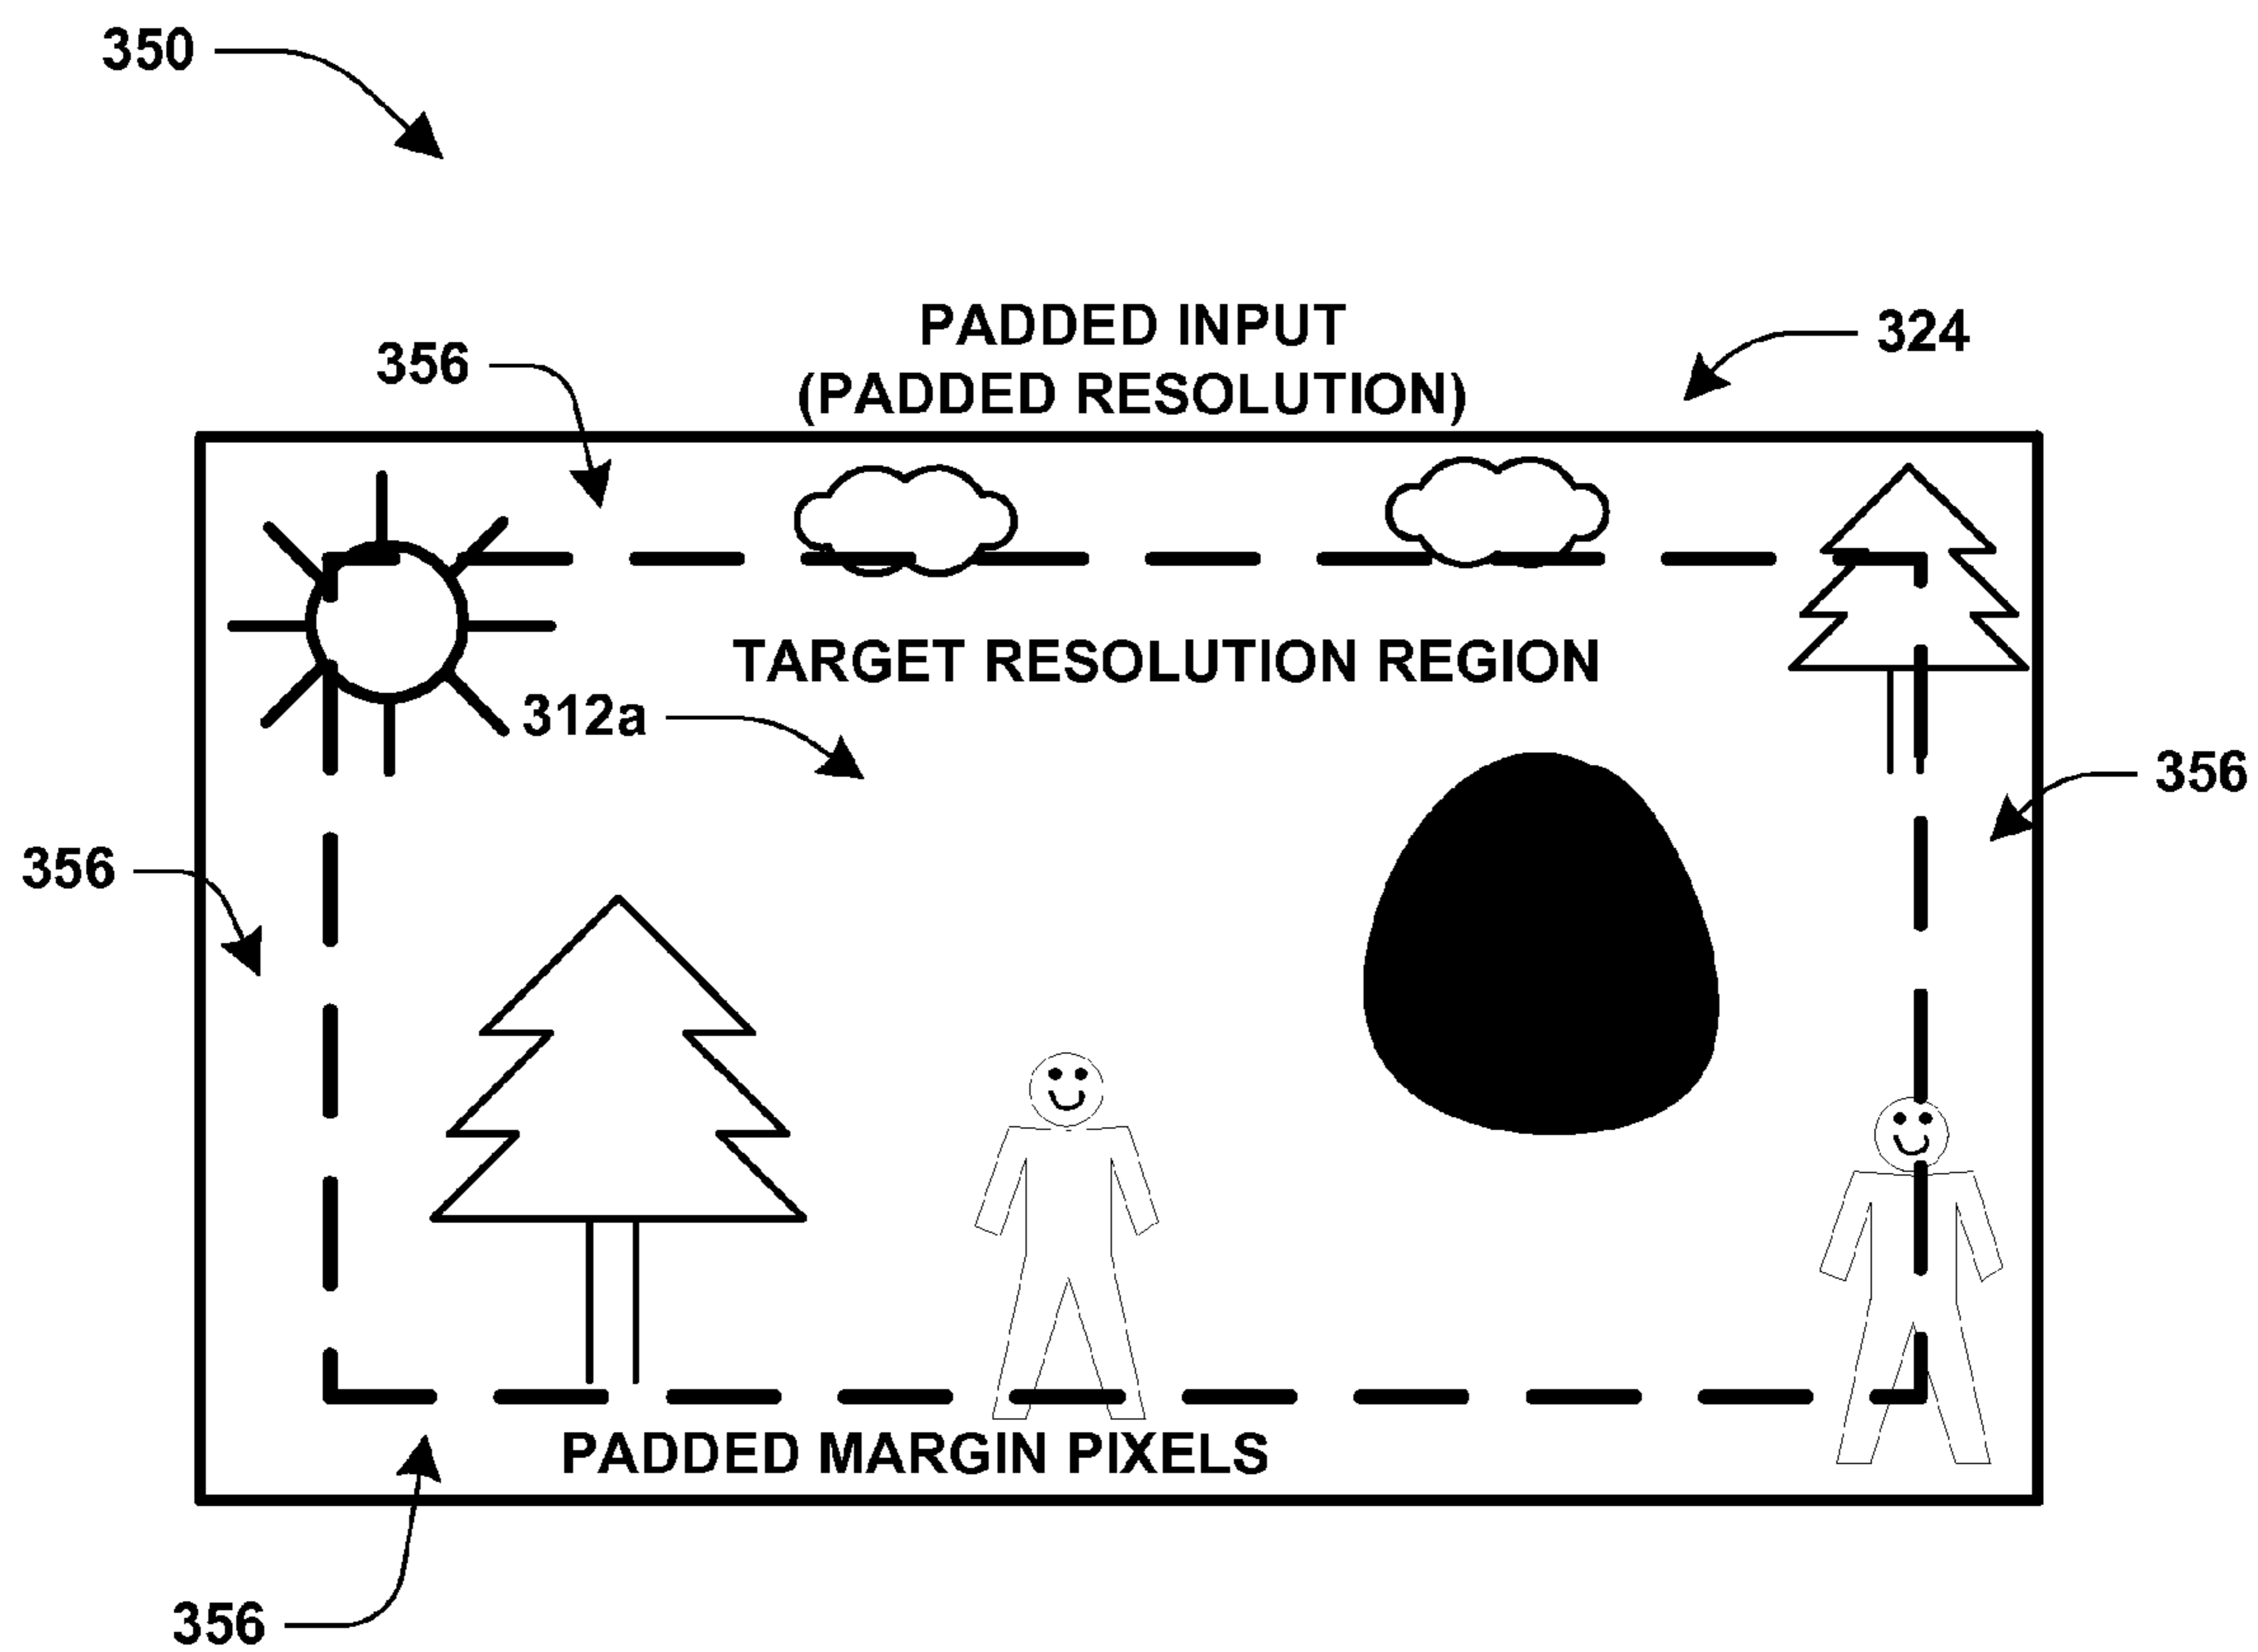 350
PADDED INPUT
(PADDED RESOLUTION)
324
356
TARGET RESOLUTION REGION
312a
356
356
PADDED MARGIN PIXELS
356